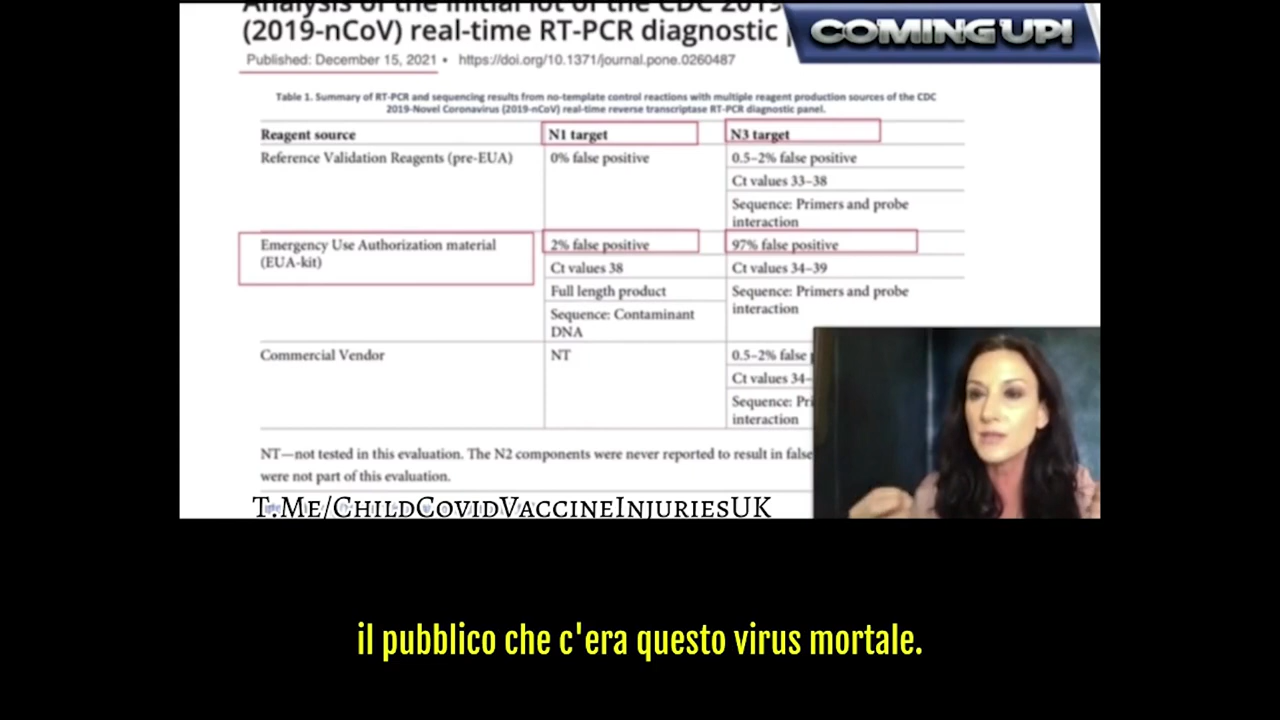 Analysis of the initial lot of the CDC 2019
COMING UP!
(2019-nCoV) real-time RT-PCR diagnostic
Published: December 15, 2021 • https://doi.org/10.1371/journal.pone.0260487
Table 1. Summary of RT-PCR and sequencing results from no-template control reactions with multiple reagent production sources of the CDC
2019-Novel Coronavirus (2019-nCoV) real-time reverse transcriptase RT-PCR diagnostic panel.
Reagent source N1 target N3 target
Reference Validation Reagents (pre-EUA) 0% false positive 0.5–2% false positive
Ct values 33–38
Sequence: Primers and probe
interaction
Emergency Use Authorization material 2% false positive 97% false positive
(EUA-kit) Ct values 38 Ct values 34–39
Full length product Sequence: Primers and probe
interaction
Sequence: Contaminant
DNA
Commercial Vendor NT 0.5–2% false
Ct values 34–
Sequence: Pri
interaction
NT—not tested in this evaluation. The N2 components were never reported to result in false
were not part of this evaluation.
T.Me/ChildCovidVaccineInjuriesUK
il pubblico che c'era questo virus mortale.